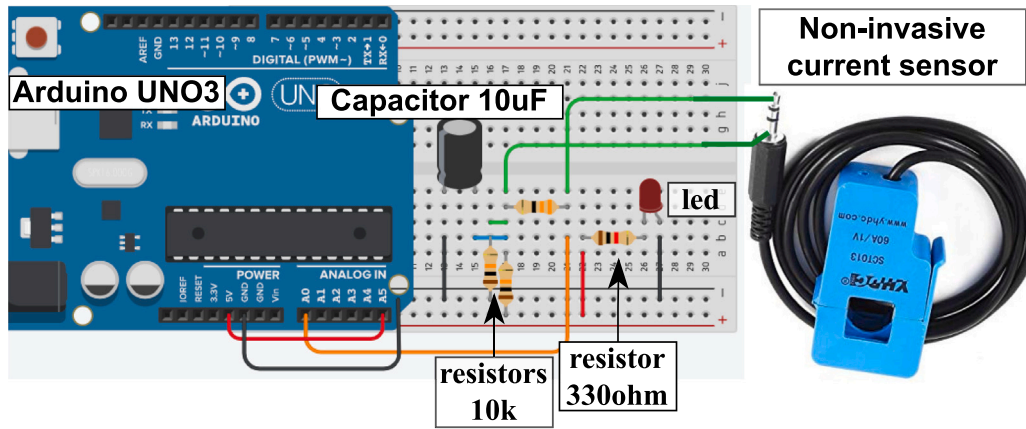 Non-invasive
current sensor
AREF
GND
13
12
~11
~10
~9
8
7
~6
~5
4
~3
2
TX→1
RX←0
DIGITAL (PWM~)
Arduino UNO3
UN
Capacitor 10uF
RX
ARDUINO
led
www.yhdc.com
60A/1V
SCT013
YHDC
IOREF
RESET
3.3V
5V
GND
GND
Vin
POWER
A0
A1
A2
A3
A4
A5
ANALOG IN
resistors
10k
resistor
330ohm